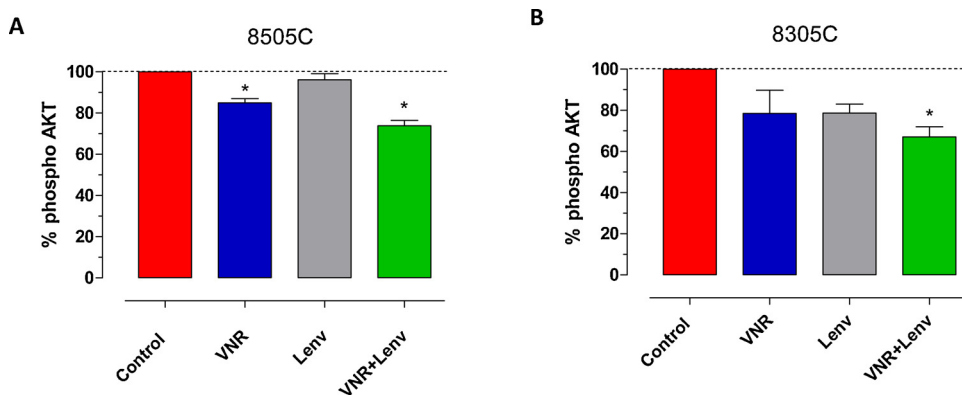 A
8505C
% phospho AKT
100
80
60
40
20
0
*
*
Control
VNR
Lenv
VNR+Lenv
B
8305C
% phospho AKT
100
80
60
40
20
0
*
Control
VNR
Lenv
VNR+Lenv